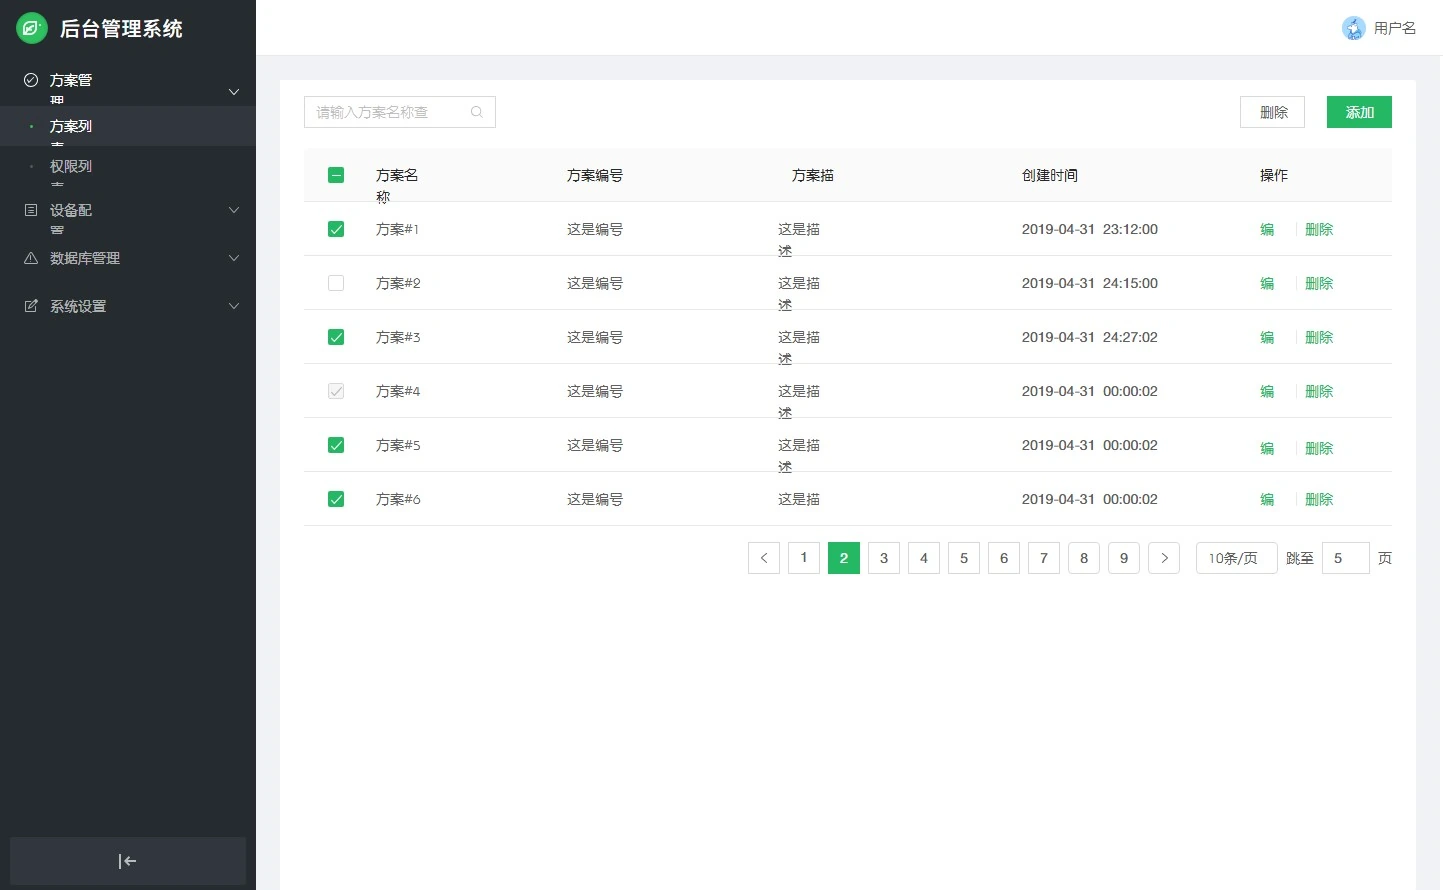 后台管理系统
用户名
方案管
理
方案列
权限列
设备配
置
数据库管理
系统设置
请输入方案名称查
删除 添加
方案名
称 方案编号 方案描 创建时间 操作
方案#1 这是编号 这是描
述 2019-04-31 23:12:00 编 删除
方案#2 这是编号 这是描
述 2019-04-31 24:15:00 编 删除
方案#3 这是编号 这是描
述 2019-04-31 24:27:02 编 删除
方案#4 这是编号 这是描
述 2019-04-31 00:00:02 编 删除
方案#5 这是编号 这是描
述 2019-04-31 00:00:02 编 删除
方案#6 这是编号 这是描 2019-04-31 00:00:02 编 删除
1 2 3 4 5 6 7 8 9 10条/页 跳至 5 页